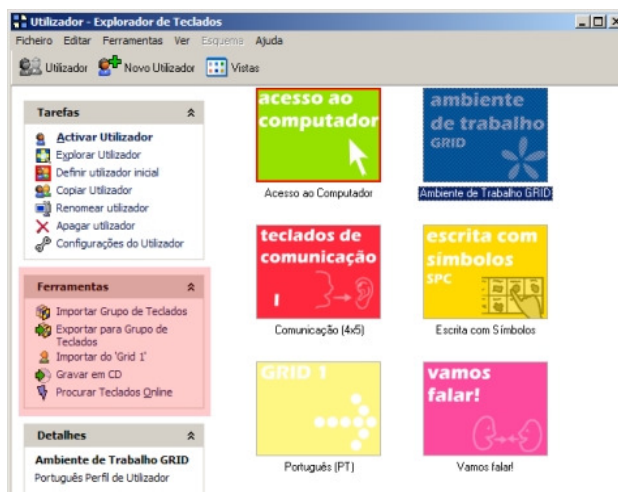 Utilizador - Explorador de Teclados
Ficheiro Editar Ferramentas Ver Esquema Ajuda
Utilizador Novo Utilizador Vistas
Tarefas
Activar Utilizador
Explorar Utilizador
Definir utilizador inicial
Copiar Utilizador
Renomear utilizador
Apagar utilizador
Configurações do Utilizador
Ferramentas
Importar Grupo de Teclados
Exportar para Grupo de
Teclados
Importar do 'Grid 1'
Gravar em CD
Procurar Teclados Online
Detalhes
Ambiente de Trabalho GRID
Português Perfil de Utilizador
acesso ao
computador
Acesso ao Computador
ambiente
de trabalho
GRID
Ambiente de Trabalho GRID
teclados de
comunicação
I
Comunicação (4x5)
escrita com
símbolos
SPC
Escrita com Símbolos
GRID 1
Português (PT)
vamos
falar!
Vamos falar!